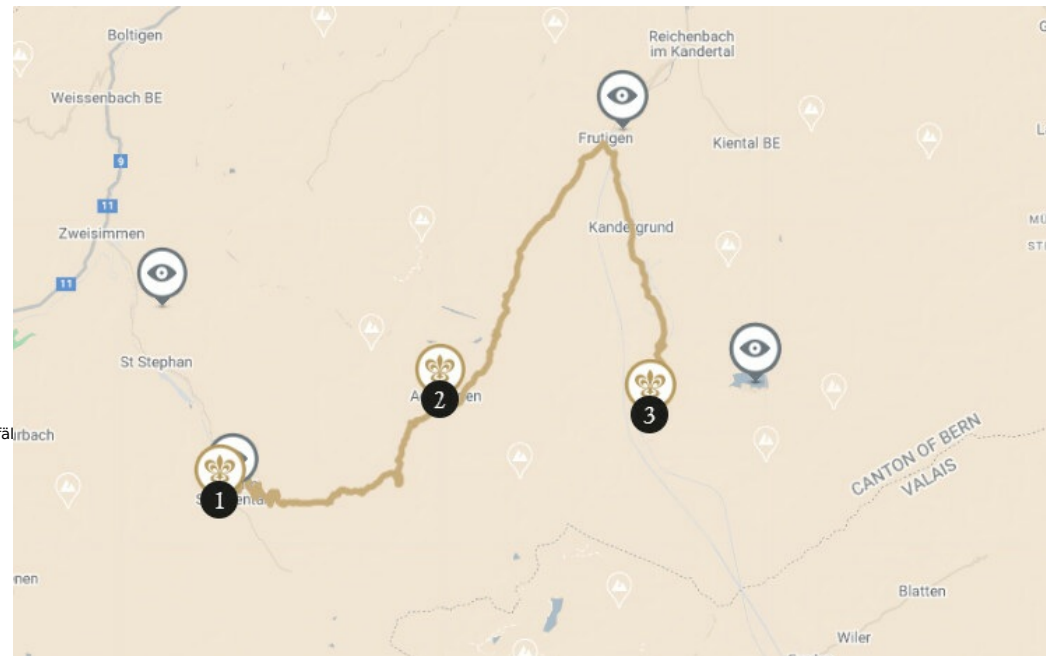 Boltigen
Reichenbach
im Kandertal
Weissenbach BE
Frutigen
Kiental BE
9
11
Zweisimmen
Kandergrund
11
St Stephan
2
3
1
CANTON OF BERN
VALAIS
Blatten
Wiler